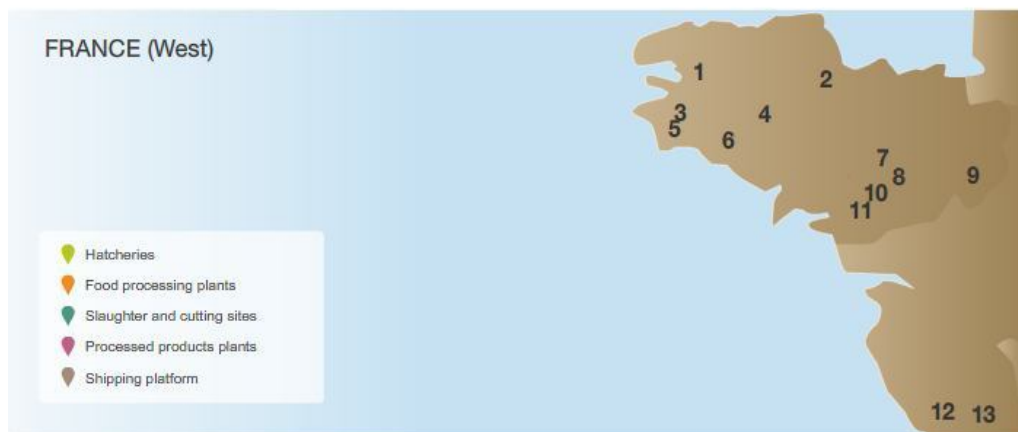 FRANCE (West)
1
2
3
4
5
6
7
8
9
10
11
Hatcheries
Food processing plants
Slaughter and cutting sites
Processed products plants
Shipping platform
12
13